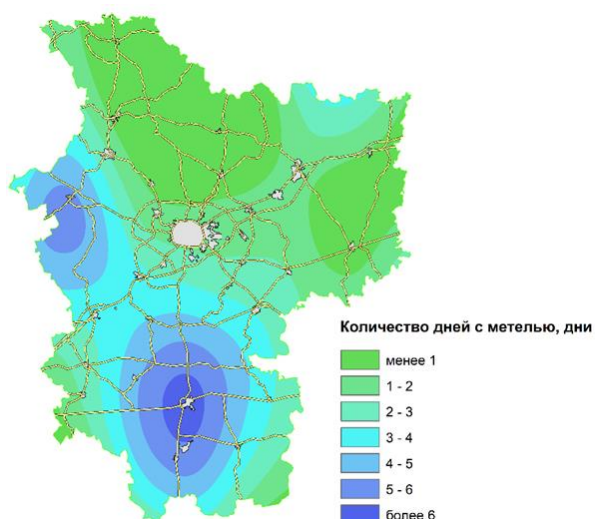 Количество дней с метелью, дни
менее 1
1 - 2
2 - 3
3 - 4
4 - 5
5 - 6
более 6